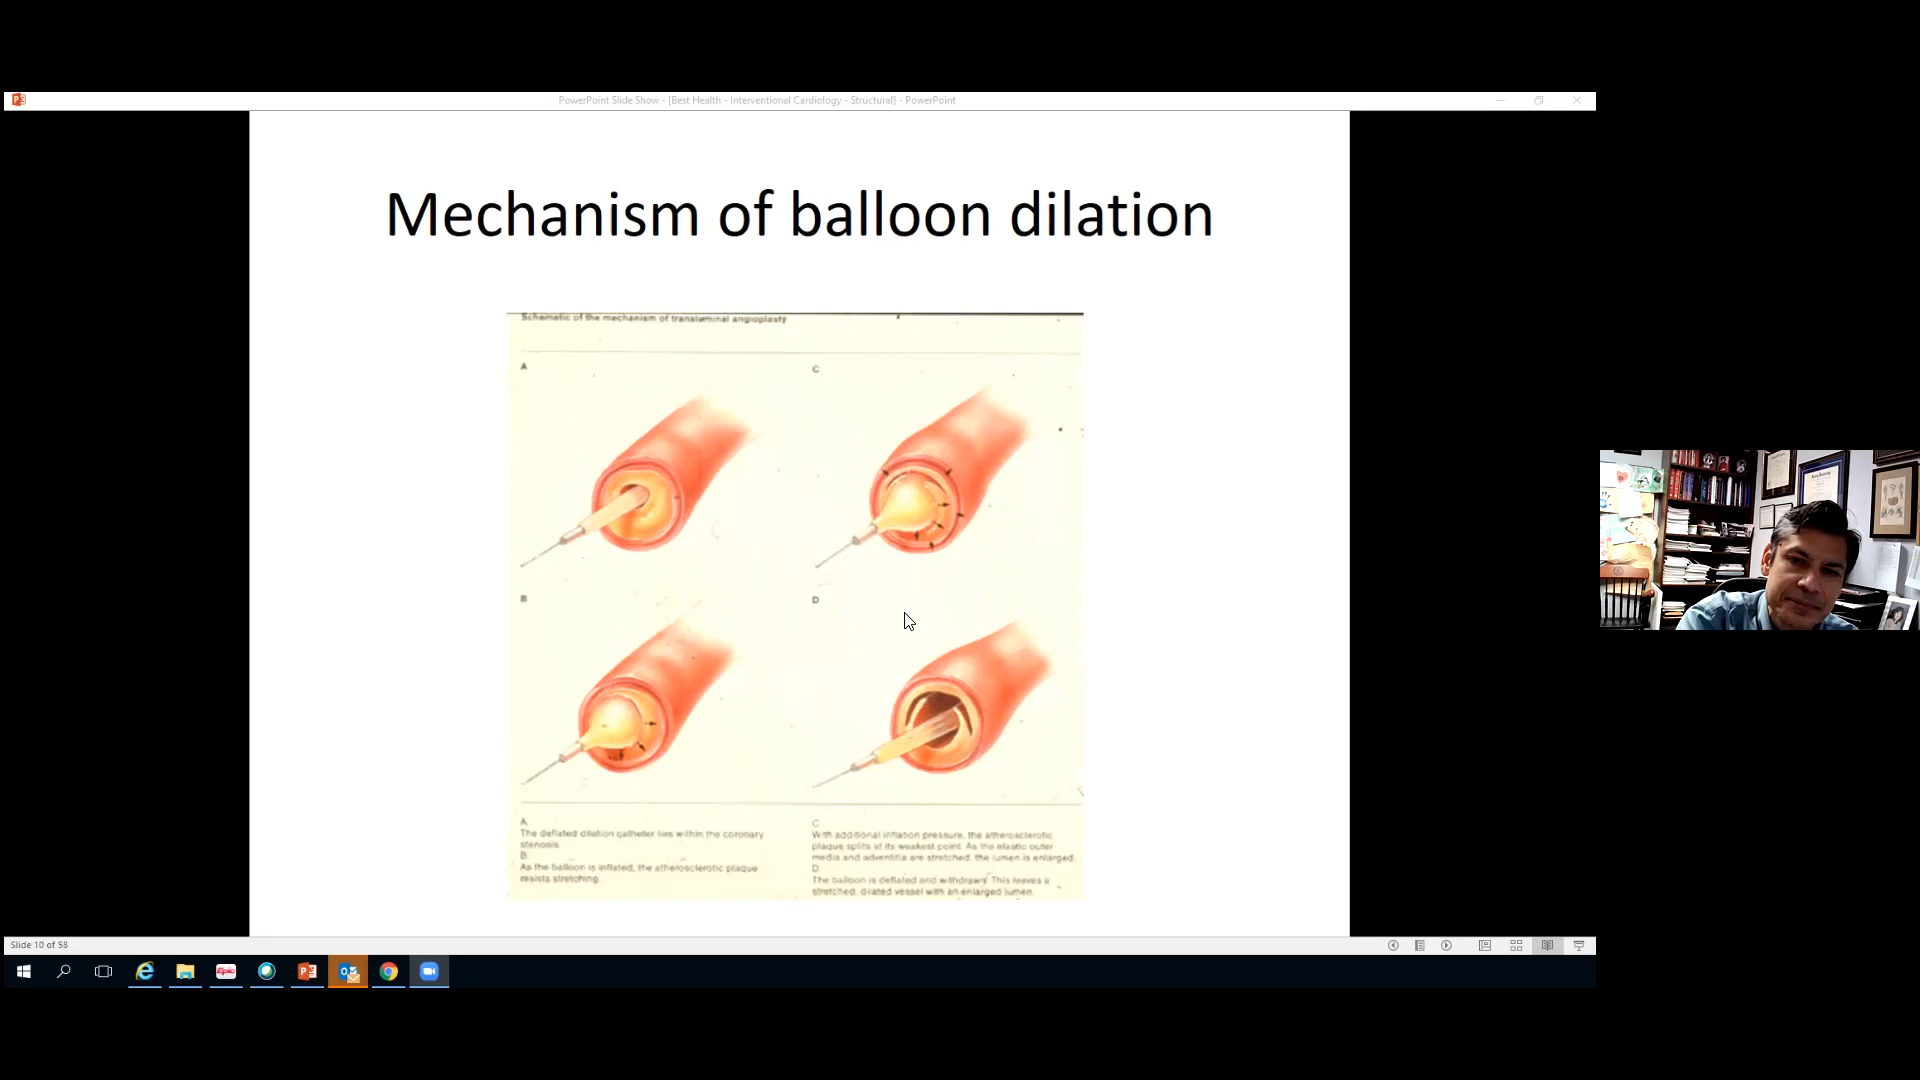 PowerPoint Slide Show - [Best Health - Interventional Cardiology - Structural] - PowerPoint
Mechanism of balloon dilation
Schematic of the mechanism of transluminal angioplasty
A
C
B
D
A.
The deflated dilation catheter lies within the coronary
stenosis.
B.
As the balloon is inflated, the atherosclerotic plaque
resists stretching.
C
With additional inflation pressure, the atherosclerotic
plaque splits at its weakest point. As the elastic outer
media and adventitia are stretched, the lumen is enlarged.
D
The balloon is deflated and withdrawn. This leaves a
stretched, dilated vessel with an enlarged lumen.
Slide 10 of 58
Epic